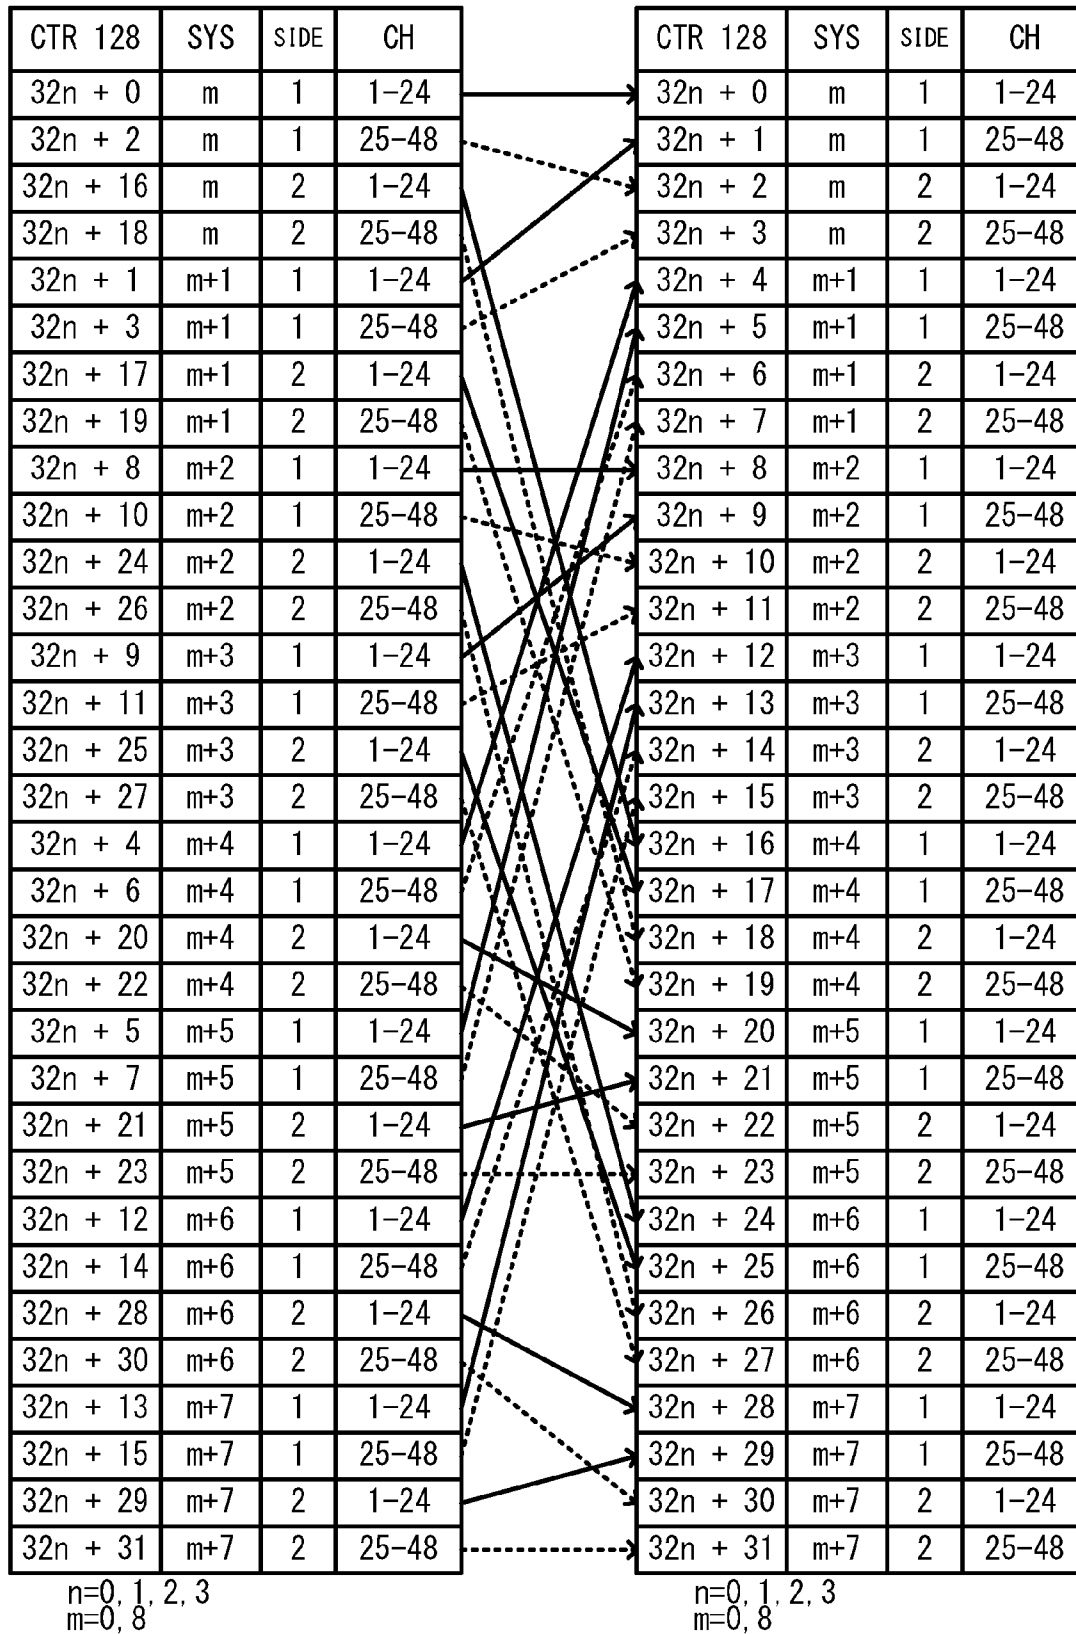 CTR 128 SYS SIDE CH CTR 128 SYS SIDE CH
32n + 0 m 1 1-24 32n + 0 m 1 1-24
32n + 2 m 1 25-48 32n + 1 m 1 25-48
32n + 16 m 2 1-24 32n + 2 m 2 1-24
32n + 18 m 2 25-48 32n + 3 m 2 25-48
32n + 1 m+1 1 1-24 32n + 4 m+1 1 1-24
32n + 3 m+1 1 25-48 32n + 5 m+1 1 25-48
32n + 17 m+1 2 1-24 32n + 6 m+1 2 1-24
32n + 19 m+1 2 25-48 32n + 7 m+1 2 25-48
32n + 8 m+2 1 1-24 32n + 8 m+2 1 1-24
32n + 10 m+2 1 25-48 32n + 9 m+2 1 25-48
32n + 24 m+2 2 1-24 32n + 10 m+2 2 1-24
32n + 26 m+2 2 25-48 32n + 11 m+2 2 25-48
32n + 9 m+3 1 1-24 32n + 12 m+3 1 1-24
32n + 11 m+3 1 25-48 32n + 13 m+3 1 25-48
32n + 25 m+3 2 1-24 32n + 14 m+3 2 1-24
32n + 27 m+3 2 25-48 32n + 15 m+3 2 25-48
32n + 4 m+4 1 1-24 32n + 16 m+4 1 1-24
32n + 6 m+4 1 25-48 32n + 17 m+4 1 25-48
32n + 20 m+4 2 1-24 32n + 18 m+4 2 1-24
32n + 22 m+4 2 25-48 32n + 19 m+4 2 25-48
32n + 5 m+5 1 1-24 32n + 20 m+5 1 1-24
32n + 7 m+5 1 25-48 32n + 21 m+5 1 25-48
32n + 21 m+5 2 1-24 32n + 22 m+5 2 1-24
32n + 23 m+5 2 25-48 32n + 23 m+5 2 25-48
32n + 12 m+6 1 1-24 32n + 24 m+6 1 1-24
32n + 14 m+6 1 25-48 32n + 25 m+6 1 25-48
32n + 28 m+6 2 1-24 32n + 26 m+6 2 1-24
32n + 30 m+6 2 25-48 32n + 27 m+6 2 25-48
32n + 13 m+7 1 1-24 32n + 28 m+7 1 1-24
32n + 15 m+7 1 25-48 32n + 29 m+7 1 25-48
32n + 29 m+7 2 1-24 32n + 30 m+7 2 1-24
32n + 31 m+7 2 25-48 32n + 31 m+7 2 25-48
n=0, 1, 2, 3 n=0, 1, 2, 3
m=0, 8 m=0, 8